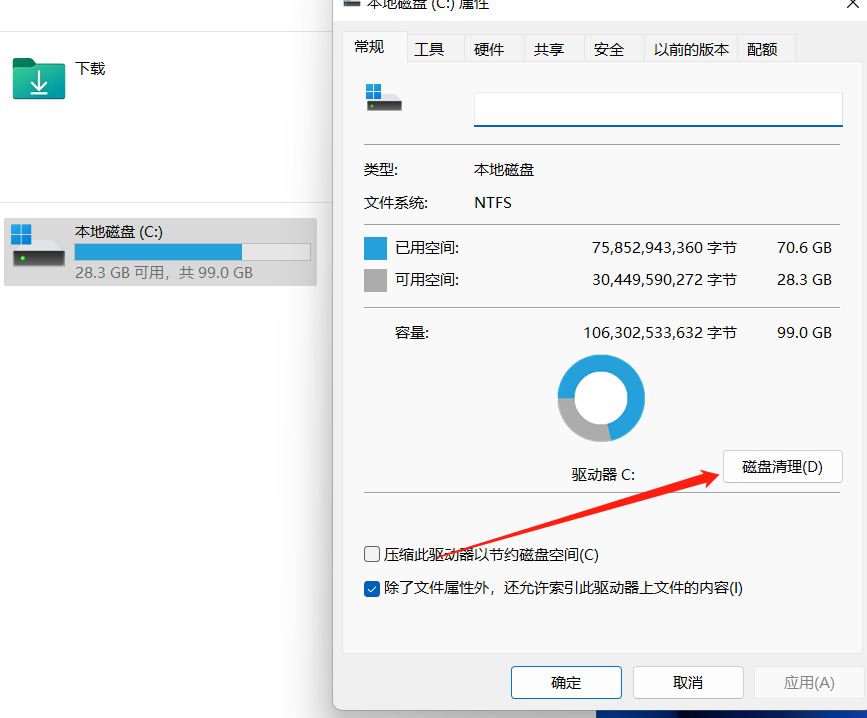 本地磁盘 (C:) 属性
常规 工具 硬件 共享 安全 以前的版本 配额
下载
类型: 本地磁盘
文件系统: NTFS
本地磁盘 (C:)
28.3 GB 可用，共 99.0 GB
已用空间: 75,852,943,360 字节 70.6 GB
可用空间: 30,449,590,272 字节 28.3 GB
容量: 106,302,533,632 字节 99.0 GB
驱动器 C: 磁盘清理(D)
压缩此驱动器以节约磁盘空间(C)
除了文件属性外，还允许索引此驱动器上文件的内容(I)
确定 取消 应用(A)